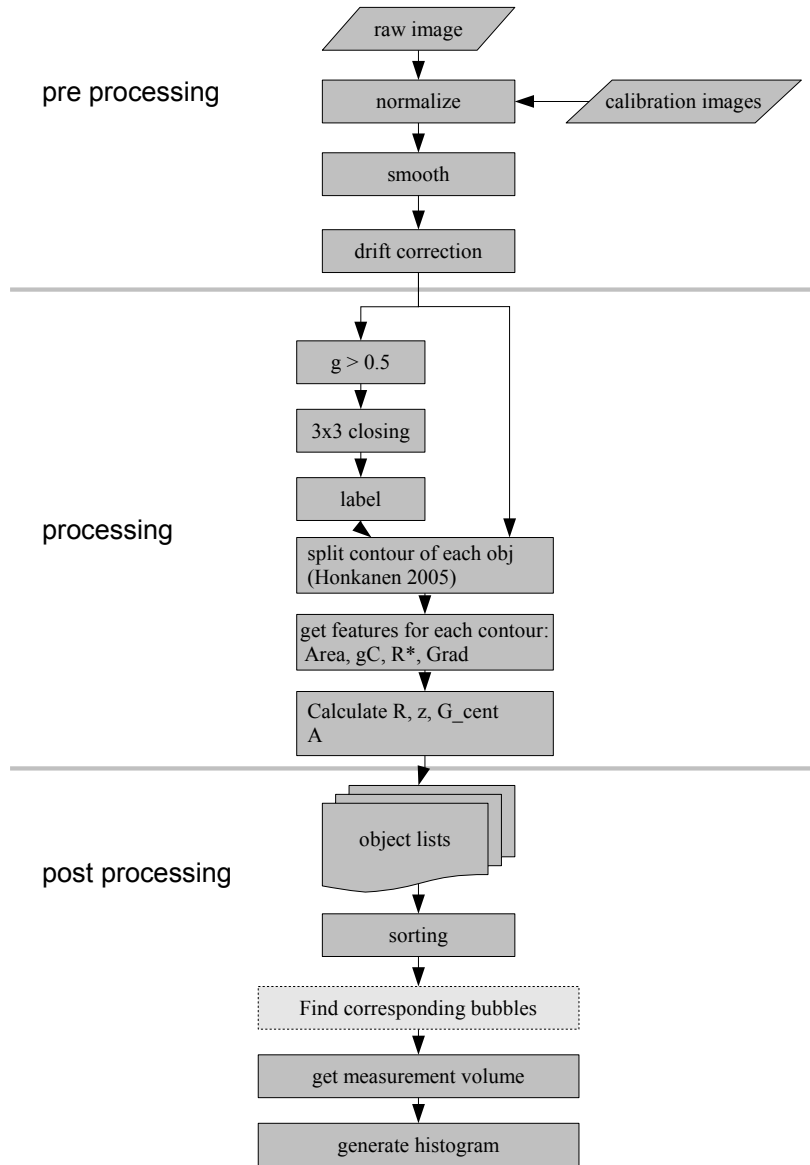 raw image
pre processing
normalize
calibration images
smooth
drift correction
g > 0.5
3x3 closing
label
processing
split contour of each obj
(Honkanen 2005)
get features for each contour:
Area, gC, R*, Grad
Calculate R, z, G_cent
A
object lists
post processing
sorting
Find corresponding bubbles
get measurement volume
generate histogram